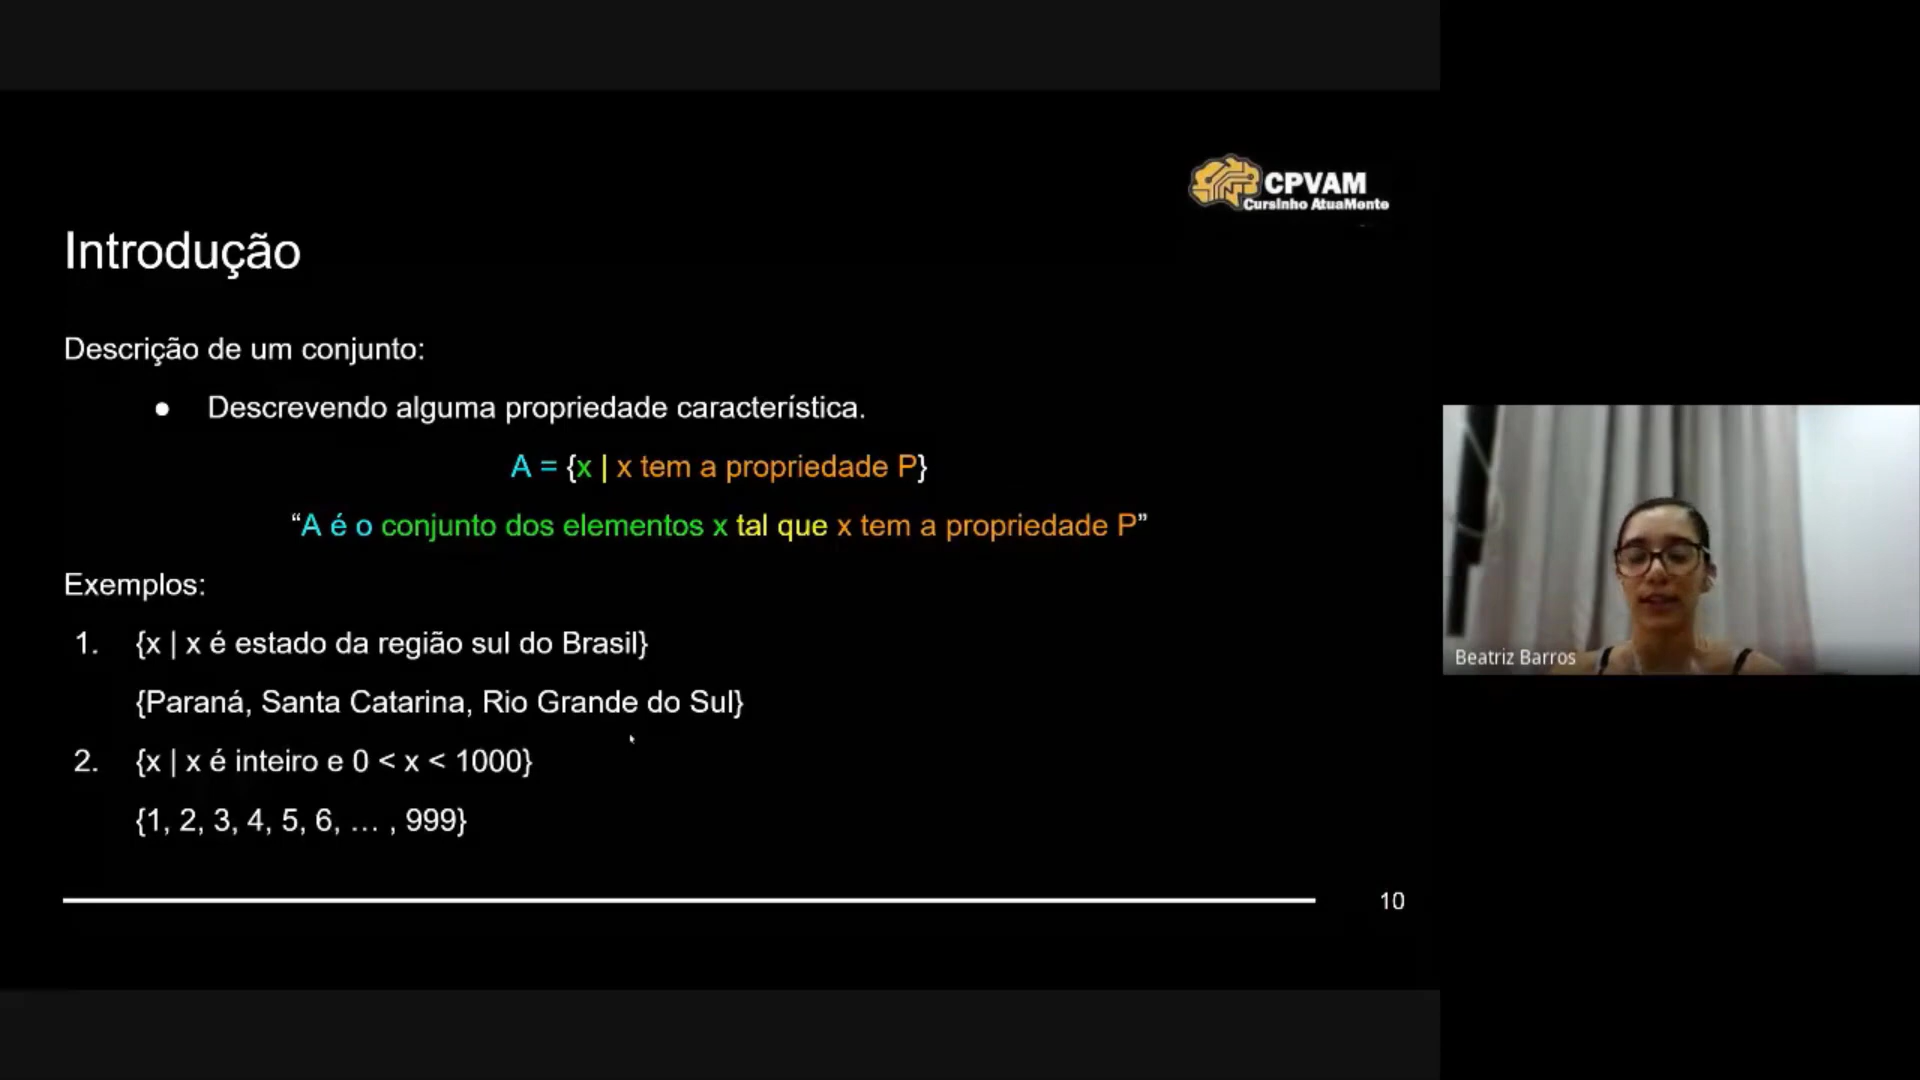 CPVAM
Cursinho AtuaMente
Introdução
Descrição de um conjunto:
● Descrevendo alguma propriedade característica.
A = {x | x tem a propriedade P}
“A é o conjunto dos elementos x tal que x tem a propriedade P”
Exemplos:
1. {x | x é estado da região sul do Brasil}
{Paraná, Santa Catarina, Rio Grande do Sul}
2. {x | x é inteiro e 0 < x < 1000}
{1, 2, 3, 4, 5, 6, … , 999}
10
Beatriz Barros